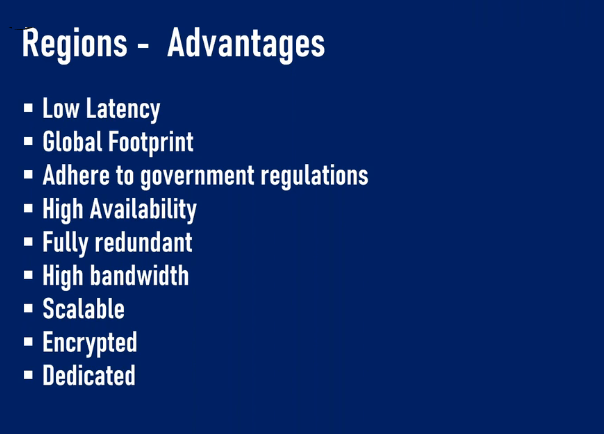 Regions -  Advantages
▪ Low Latency
▪ Global Footprint
▪ Adhere to government regulations
▪ High Availability
▪ Fully redundant
▪ High bandwidth
▪ Scalable
▪ Encrypted
▪ Dedicated